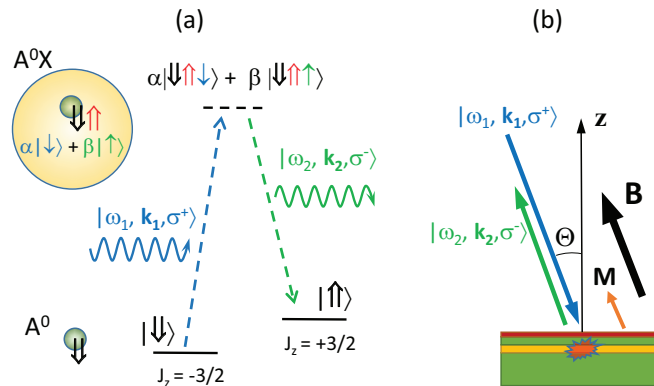 (a)
A⁰X
α|⇓⇑↓⟩ + β|⇓⇑↑⟩
⇓⇑
α|↓⟩ + β|↑⟩
|ω₁, k₁,σ⁺⟩
|ω₂, k₂,σ⁻⟩
A⁰
⇓
|⇓⟩
J_z = -3/2
|⇑⟩
J_z = +3/2
(b)
|ω₁, k₁,σ⁺⟩
z
|ω₂, k₂,σ⁻⟩
Θ
B
M